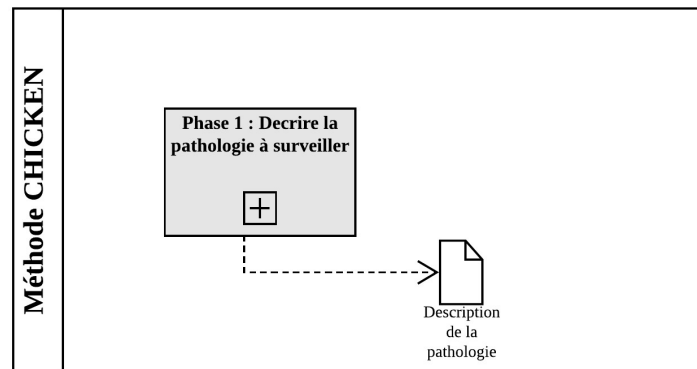 Méthode CHICKEN
Phase 1 : Decrire la
pathologie à surveiller
Description
de la
pathologie